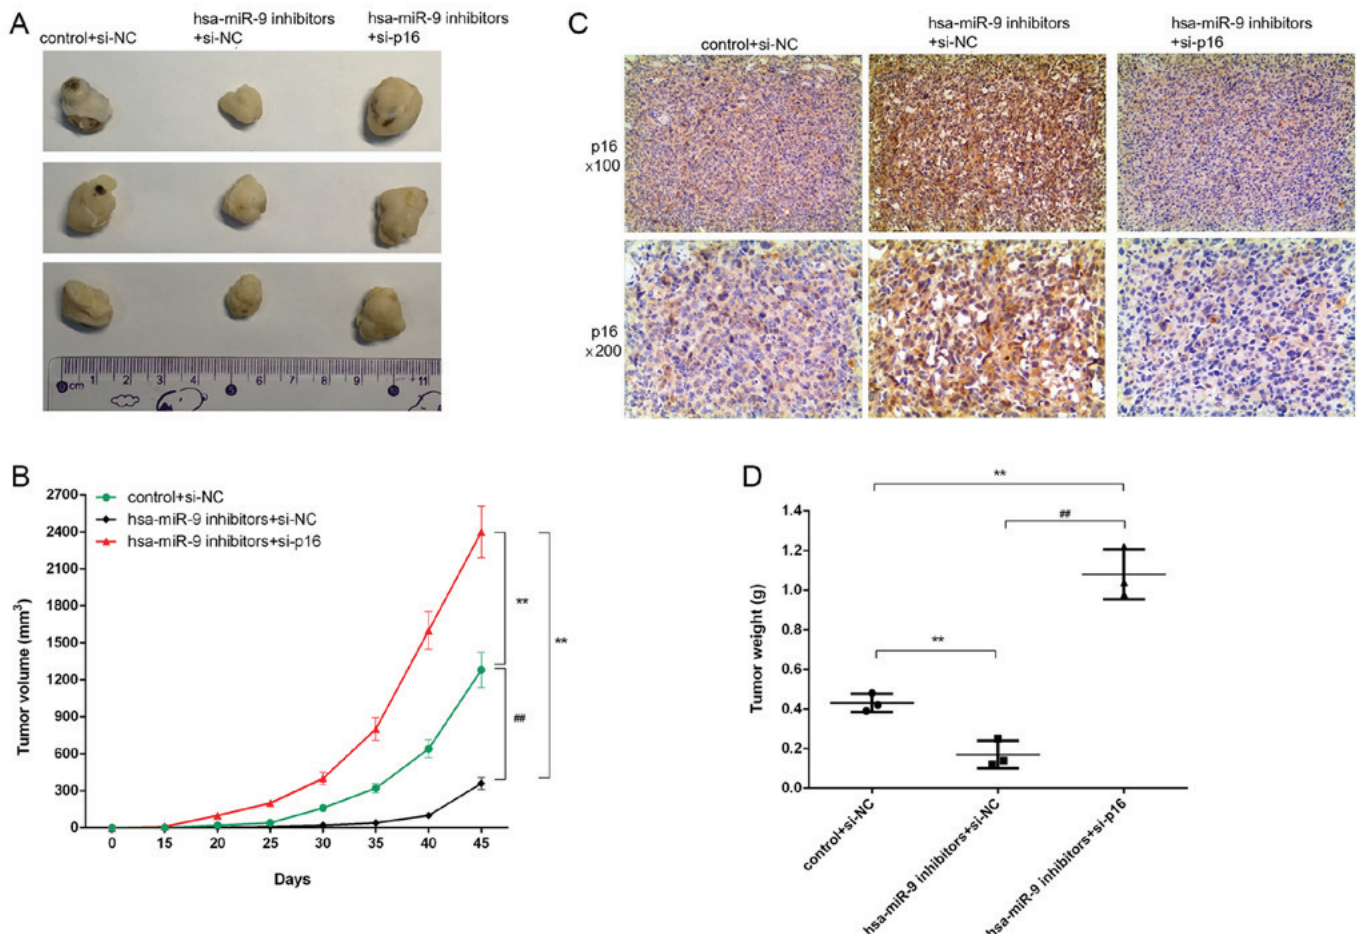 A
control+si-NC
hsa-miR-9 inhibitors
+si-NC
hsa-miR-9 inhibitors
+si-p16
0 cm 1 2 3 4 5 6 7 8 9 10 11
B
2700
2400
2100
1800
1500
1200
900
600
300
0
Tumor volume (mm³)
control+si-NC
hsa-miR-9 inhibitors+si-NC
hsa-miR-9 inhibitors+si-p16
**
**
##
0 15 20 25 30 35 40 45
Days
C
control+si-NC
hsa-miR-9 inhibitors
+si-NC
hsa-miR-9 inhibitors
+si-p16
p16
×100
p16
×200
D
**
##
**
1.4
1.2
1.0
0.8
0.6
0.4
0.2
0.0
Tumor weight (g)
control+si-NC
hsa-miR-9 inhibitors+si-NC
hsa-miR-9 inhibitors+si-p16